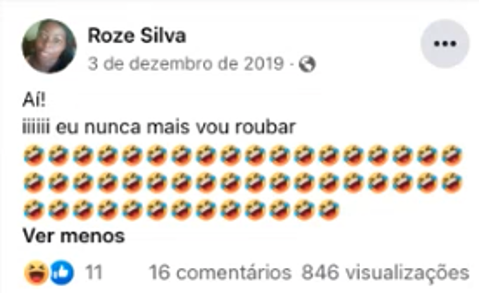 Roze Silva
3 de dezembro de 2019 ·
Aí!
iiiiiii eu nunca mais vou roubar
🤣🤣🤣🤣🤣🤣🤣🤣🤣🤣🤣🤣🤣🤣🤣🤣🤣🤣
🤣🤣🤣🤣🤣🤣🤣🤣🤣🤣🤣🤣🤣🤣🤣🤣🤣🤣
🤣🤣🤣🤣🤣🤣🤣🤣🤣🤣🤣🤣🤣
Ver menos
11 16 comentários 846 visualizações